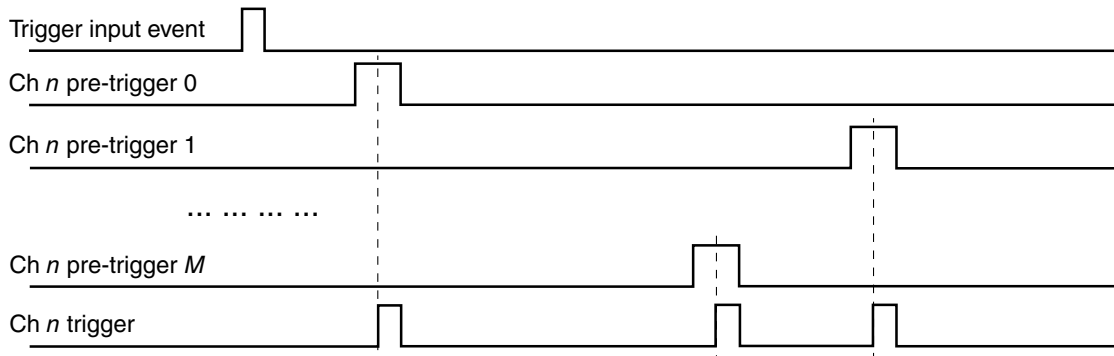 Trigger input event
Ch n pre-trigger 0
Ch n pre-trigger 1
... ... ... ...
Ch n pre-trigger M
Ch n trigger